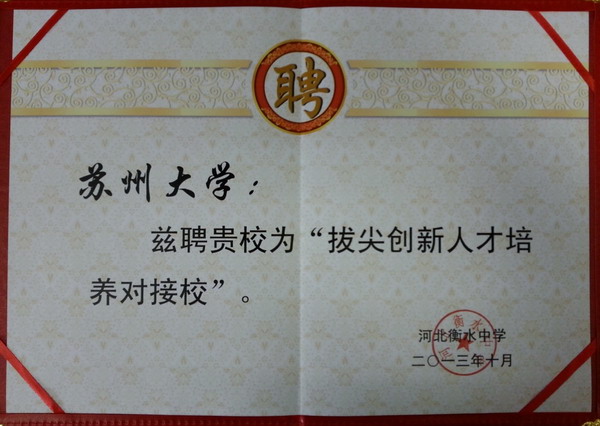 聘
苏州大学：
兹聘贵校为“拔尖创新人才培
养对接校”。
河北衡水中学
二〇一三年十月